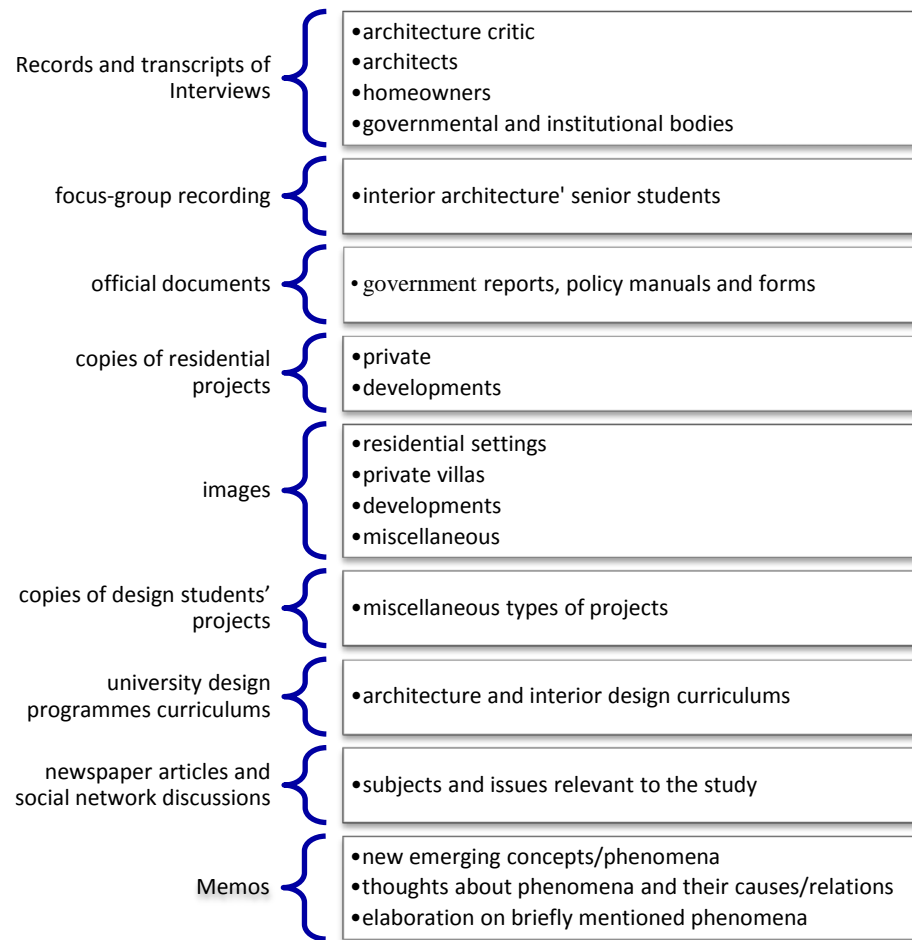 Records and transcripts of
Interviews
•architecture critic
•architects
•homeowners
•governmental and institutional bodies
focus-group recording
•interior architecture' senior students
official documents
• government reports, policy manuals and forms
copies of residential
projects
•private
•developments
images
•residential settings
•private villas
•developments
•miscellaneous
copies of design students’
projects
•miscellaneous types of projects
university design
programmes curriculums
•architecture and interior design curriculums
newspaper articles and
social network discussions
•subjects and issues relevant to the study
Memos
•new emerging concepts/phenomena
•thoughts about phenomena and their causes/relations
•elaboration on briefly mentioned phenomena